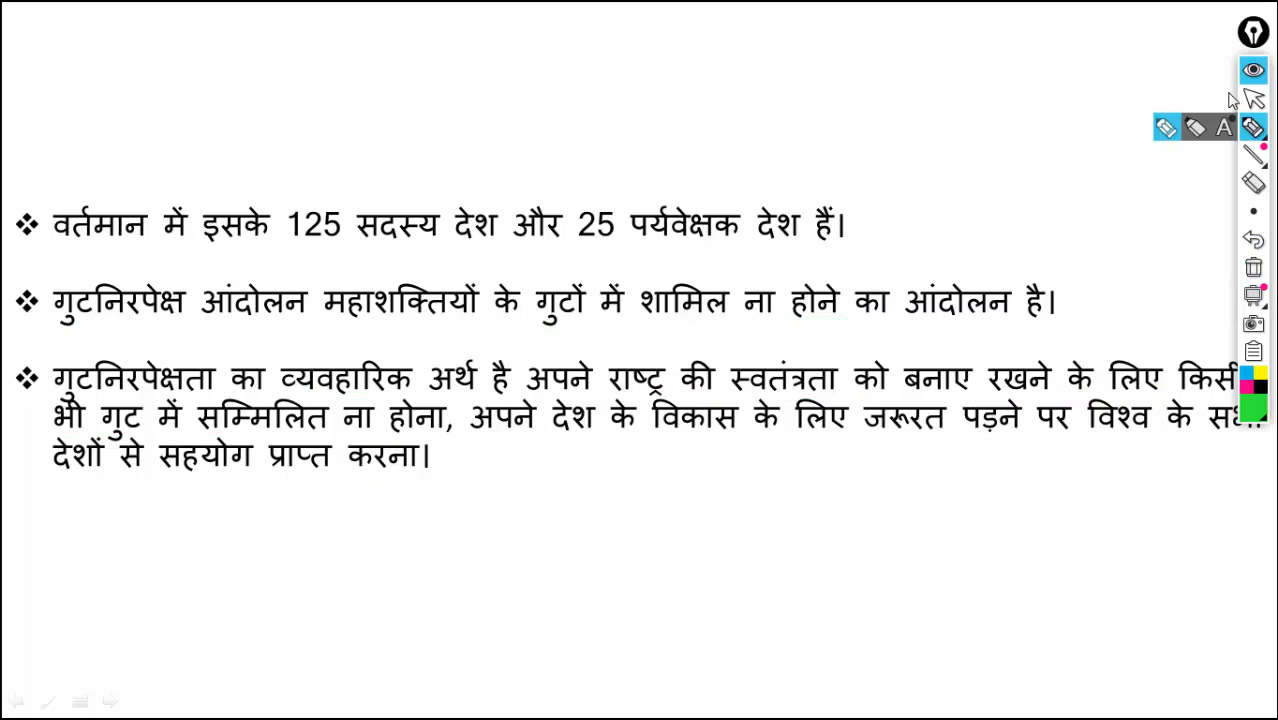 ❖ वर्तमान में इसके 125 सदस्य देश और 25 पर्यवेक्षक देश हैं।
❖ गुटनिरपेक्ष आंदोलन महाशक्तियों के गुटों में शामिल ना होने का आंदोलन है।
❖ गुटनिरपेक्षता का व्यवहारिक अर्थ है अपने राष्ट्र की स्वतंत्रता को बनाए रखने के लिए किसी
भी गुट में सम्मिलित ना होना, अपने देश के विकास के लिए जरूरत पड़ने पर विश्व के सभी
देशों से सहयोग प्राप्त करना।